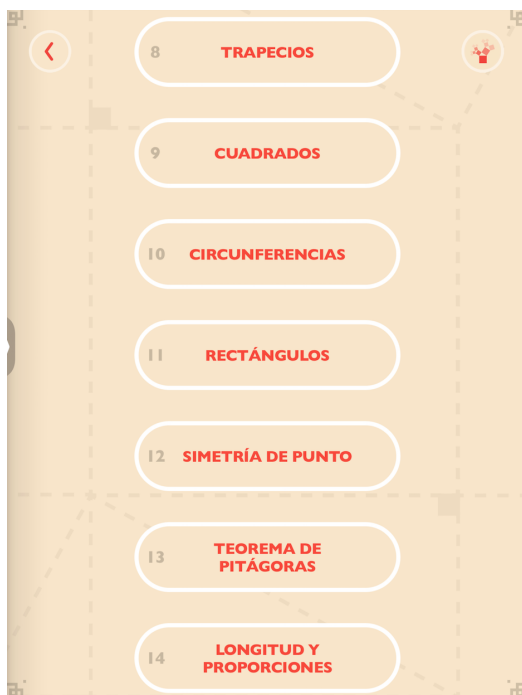 8 TRAPECIOS
9 CUADRADOS
10 CIRCUNFERENCIAS
11 RECTÁNGULOS
12 SIMETRÍA DE PUNTO
13 TEOREMA DE
PITÁGORAS
14 LONGITUD Y
PROPORCIONES